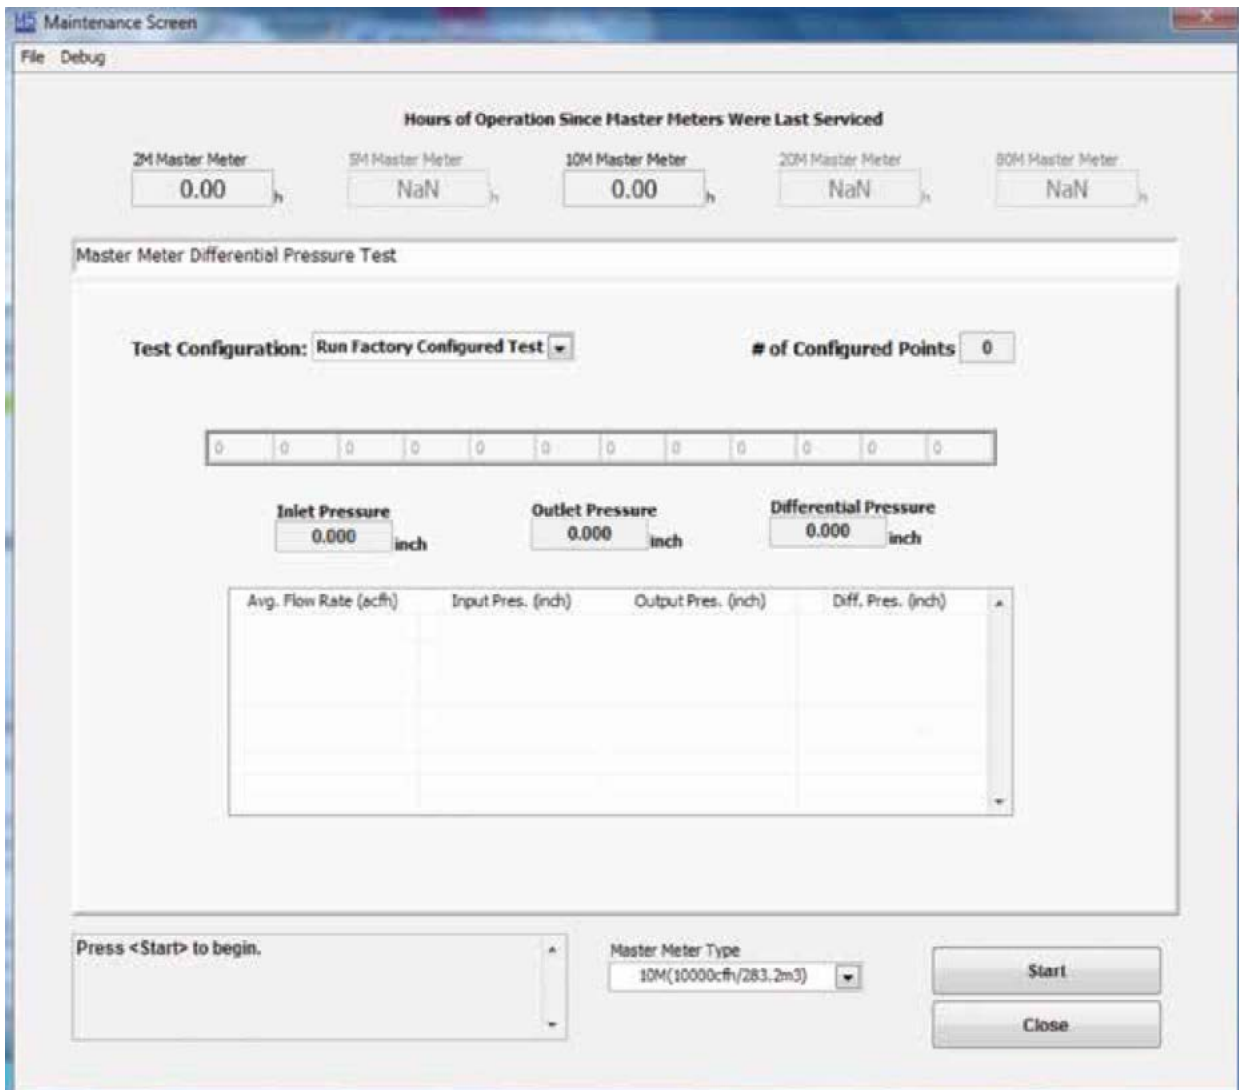 M5 Maintenance Screen
File Debug
Hours of Operation Since Master Meters Were Last Serviced
2M Master Meter 5M Master Meter 10M Master Meter 20M Master Meter 80M Master Meter
0.00 h NaN h 0.00 h NaN h NaN h
Master Meter Differential Pressure Test
Test Configuration: Run Factory Configured Test # of Configured Points 0
0 0 0 0 0 0 0 0 0 0 0 0
Inlet Pressure Outlet Pressure Differential Pressure
0.000 inch 0.000 inch 0.000 inch
Avg. Flow Rate (acfh) Input Pres. (inch) Output Pres. (inch) Diff. Pres. (inch)
Press <Start> to begin.
Master Meter Type
10M(10000cfh/283.2m3)
Start
Close